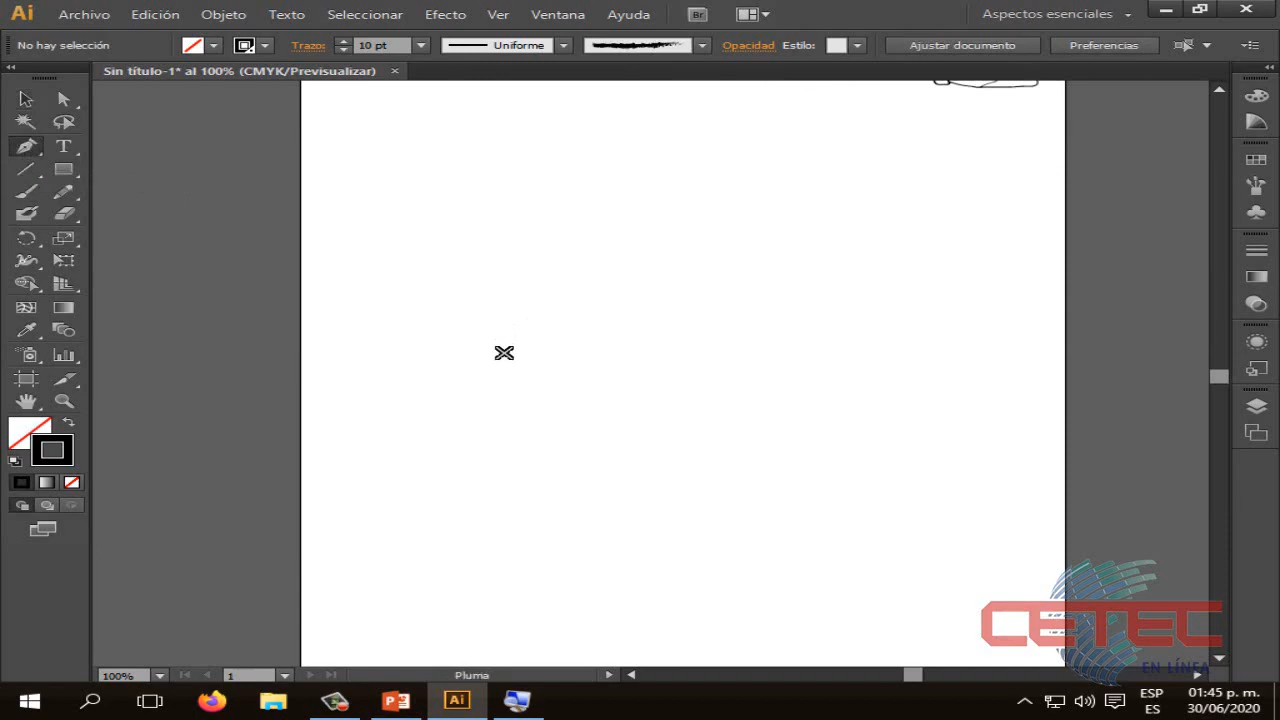 Ai Archivo Edición Objeto Texto Seleccionar Efecto Ver Ventana Ayuda Br Aspectos esenciales
No hay selección Trazo: 10 pt Uniforme Opacidad Estilo: Ajustar documento Preferencias
Sin título-1* al 100% (CMYK/Previsualizar)
T
CETEC
EN LÍNEA
100% 1 Pluma
Ai ESP 01:45 p. m.
ES 30/06/2020